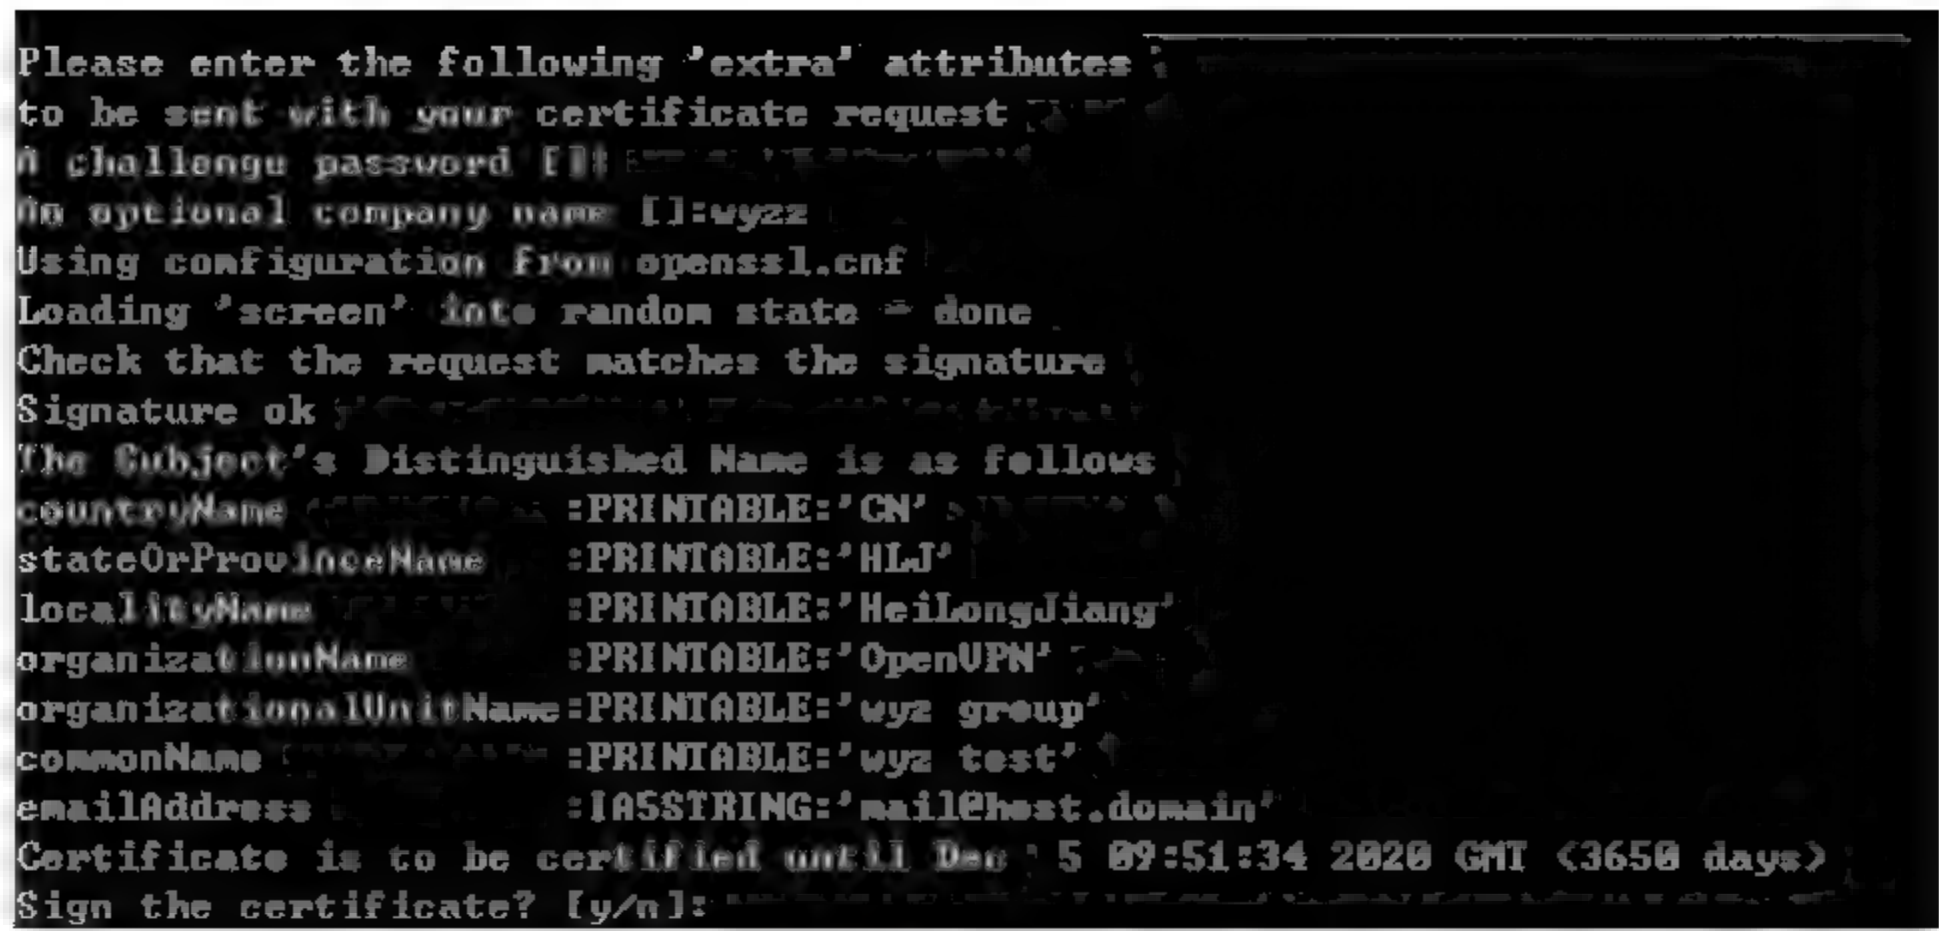 Please enter the following 'extra' attributes
to be sent with your certificate request
A challenge password []:
An optional company name []:wyzz
Using configuration from openssl.cnf
Loading 'screen' into random state - done
Check that the request matches the signature
Signature ok
The Subject's Distinguished Name is as follows
countryName           :PRINTABLE:'CN'
stateOrProvinceName   :PRINTABLE:'HLJ'
localityName          :PRINTABLE:'HeiLongJiang'
organizationName      :PRINTABLE:'OpenVPN'
organizationalUnitName:PRINTABLE:'wyz group'
commonName            :PRINTABLE:'wyz test'
emailAddress          :IA5STRING:'mail@host.domain'
Certificate is to be certified until Dec  5 09:51:34 2020 GMT (3650 days)
Sign the certificate? [y/n]: